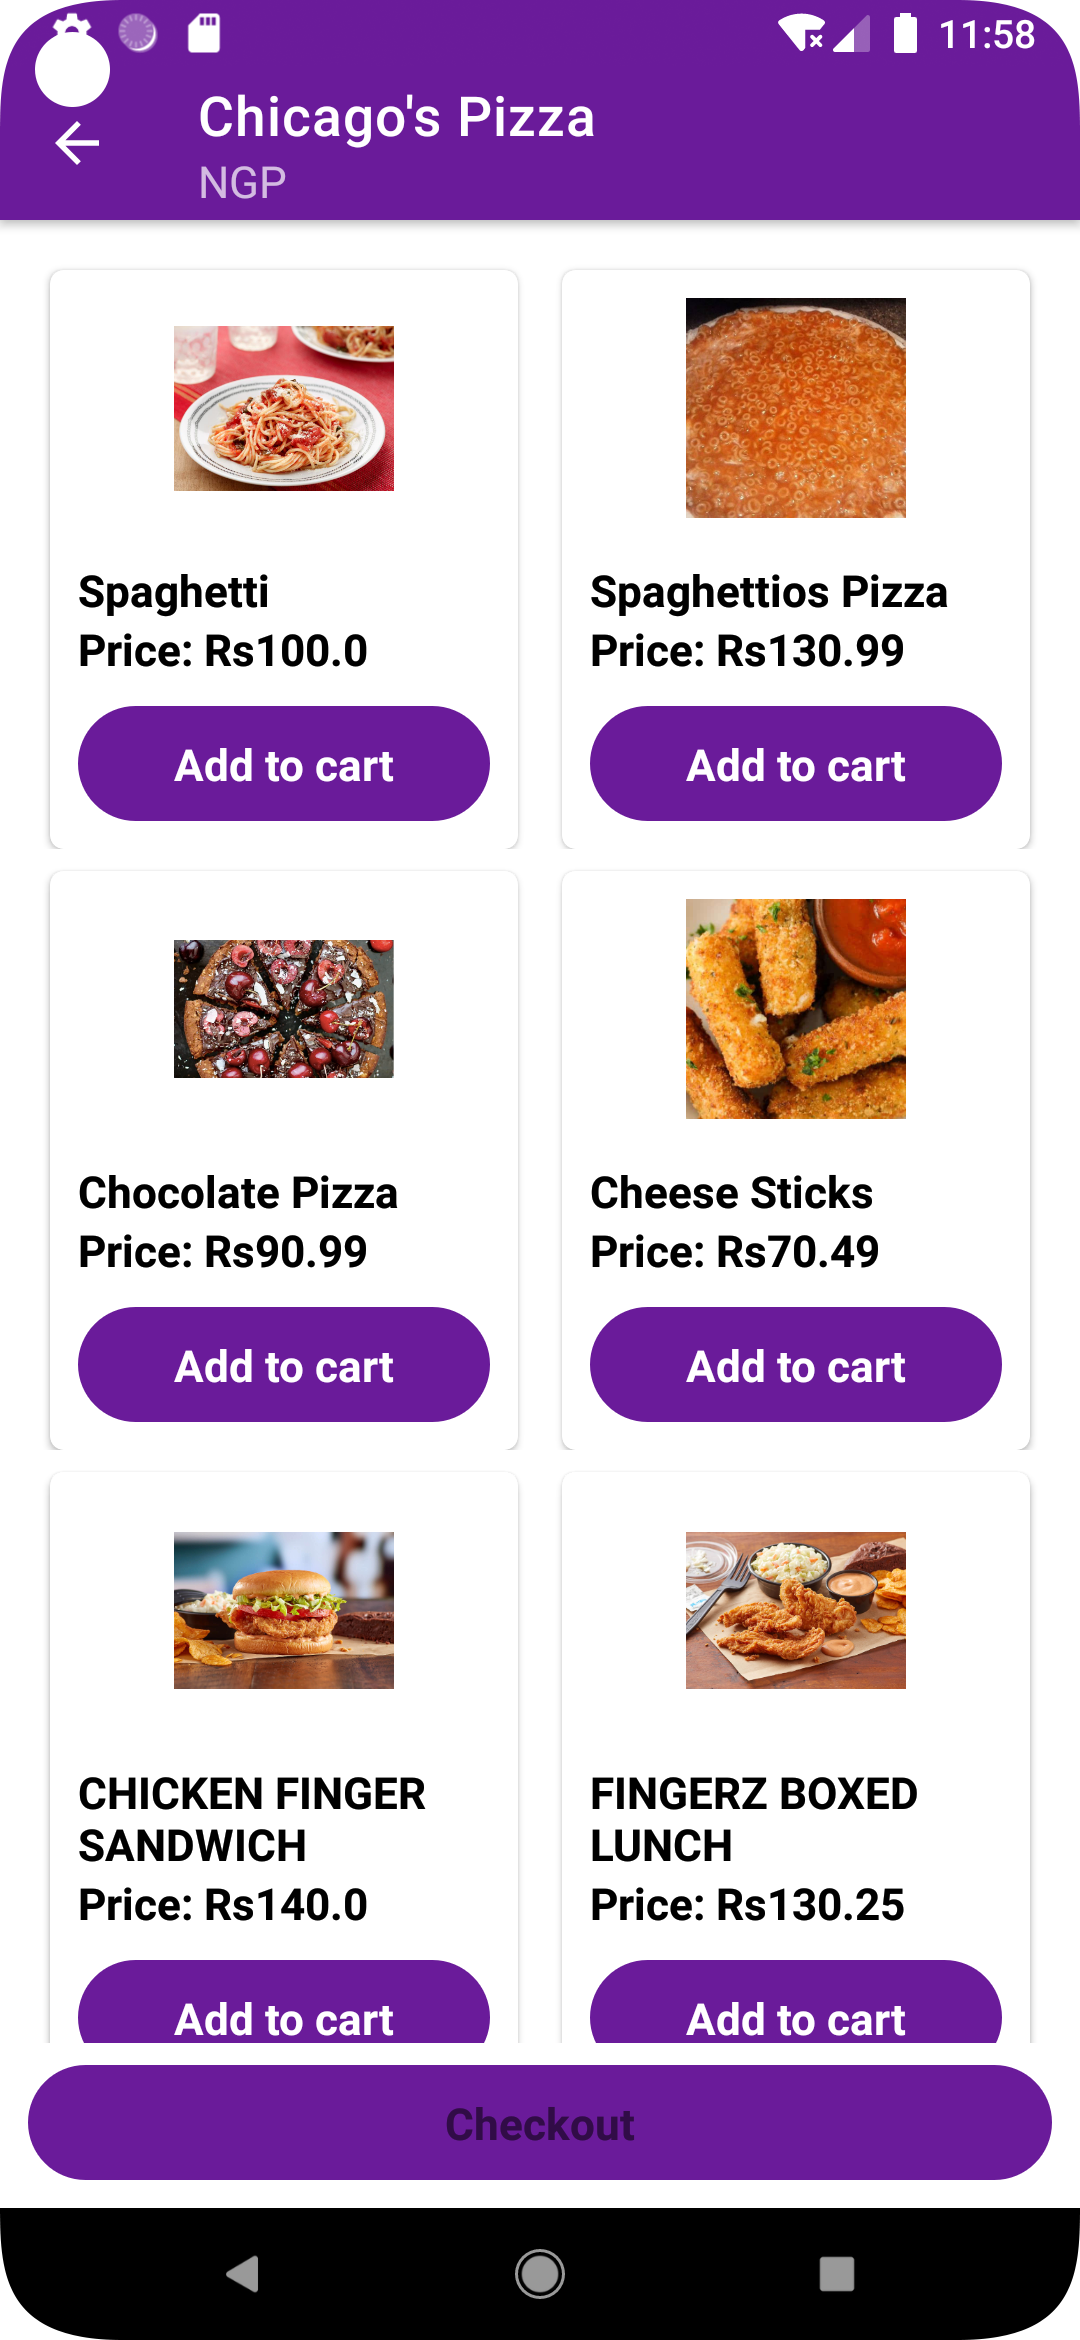 11:58
Chicago's Pizza
NGP
Spaghetti
Price: Rs100.0
Add to cart
Spaghettios Pizza
Price: Rs130.99
Add to cart
Chocolate Pizza
Price: Rs90.99
Add to cart
Cheese Sticks
Price: Rs70.49
Add to cart
CHICKEN FINGER
SANDWICH
Price: Rs140.0
Add to cart
FINGERZ BOXED
LUNCH
Price: Rs130.25
Add to cart
Checkout